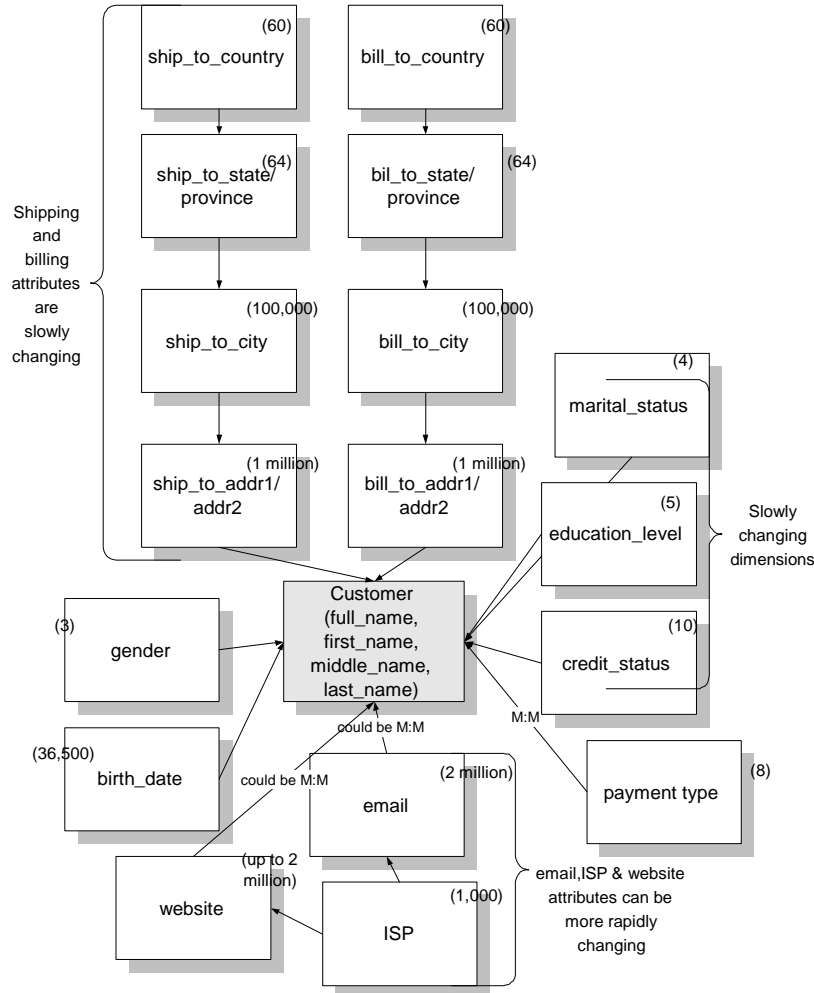 (60)
ship_to_country
(60)
bill_to_country
(64)
ship_to_state/
province
(64)
bil_to_state/
province
Shipping
and
billing
attributes
are
slowly
changing
(100,000)
ship_to_city
(100,000)
bill_to_city
(4)
marital_status
(1 million)
ship_to_addr1/
addr2
(1 million)
bill_to_addr1/
addr2
(5)
education_level
Slowly
changing
dimensions
Customer
(full_name,
first_name,
middle_name,
last_name)
(3)
gender
(10)
credit_status
could be M:M
M:M
(36,500)
birth_date
could be M:M
(2 million)
email
(8)
payment type
(up to 2
million)
website
(1,000)
ISP
email,ISP & website
attributes can be
more rapidly
changing